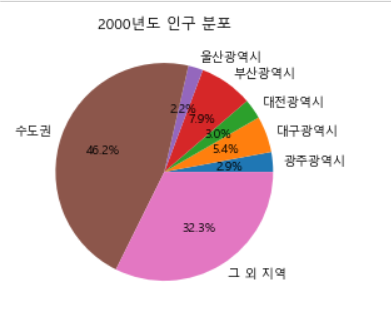 2000년도 인구 분포
울산광역시
부산광역시
대전광역시
대구광역시
광주광역시
수도권
그 외 지역
2.2%
7.9%
3.0%
5.4%
2.9%
46.2%
32.3%